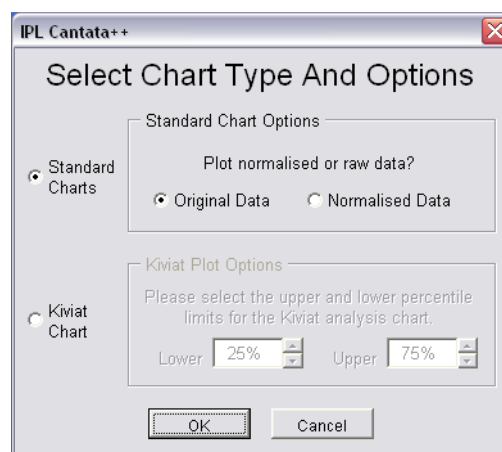 IPL Cantata++
Select Chart Type And Options
Standard Chart Options
Standard
Charts
Plot normalised or raw data?
Original Data
Normalised Data
Kiviat Plot Options
Kiviat
Chart
Please select the upper and lower percentile
limits for the Kiviat analysis chart.
Lower 25% Upper 75%
OK Cancel